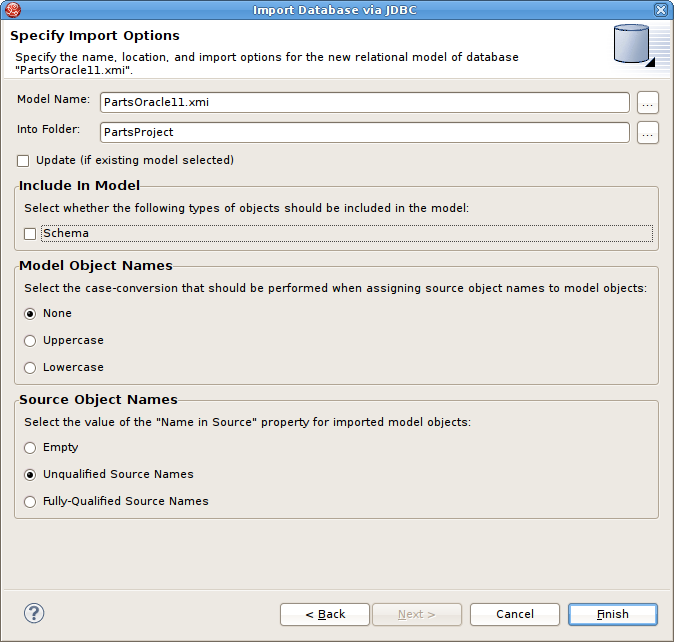 Import Database via JDBC
Specify Import Options
Specify the name, location, and import options for the new relational model of database
"PartsOracle11.xmi".
Model Name: PartsOracle11.xmi ...
Into Folder: PartsProject ...
Update (if existing model selected)
Include In Model
Select whether the following types of objects should be included in the model:
Schema
Model Object Names
Select the case-conversion that should be performed when assigning source object names to model objects:
None
Uppercase
Lowercase
Source Object Names
Select the value of the "Name in Source" property for imported model objects:
Empty
Unqualified Source Names
Fully-Qualified Source Names
? < Back Next > Cancel Finish